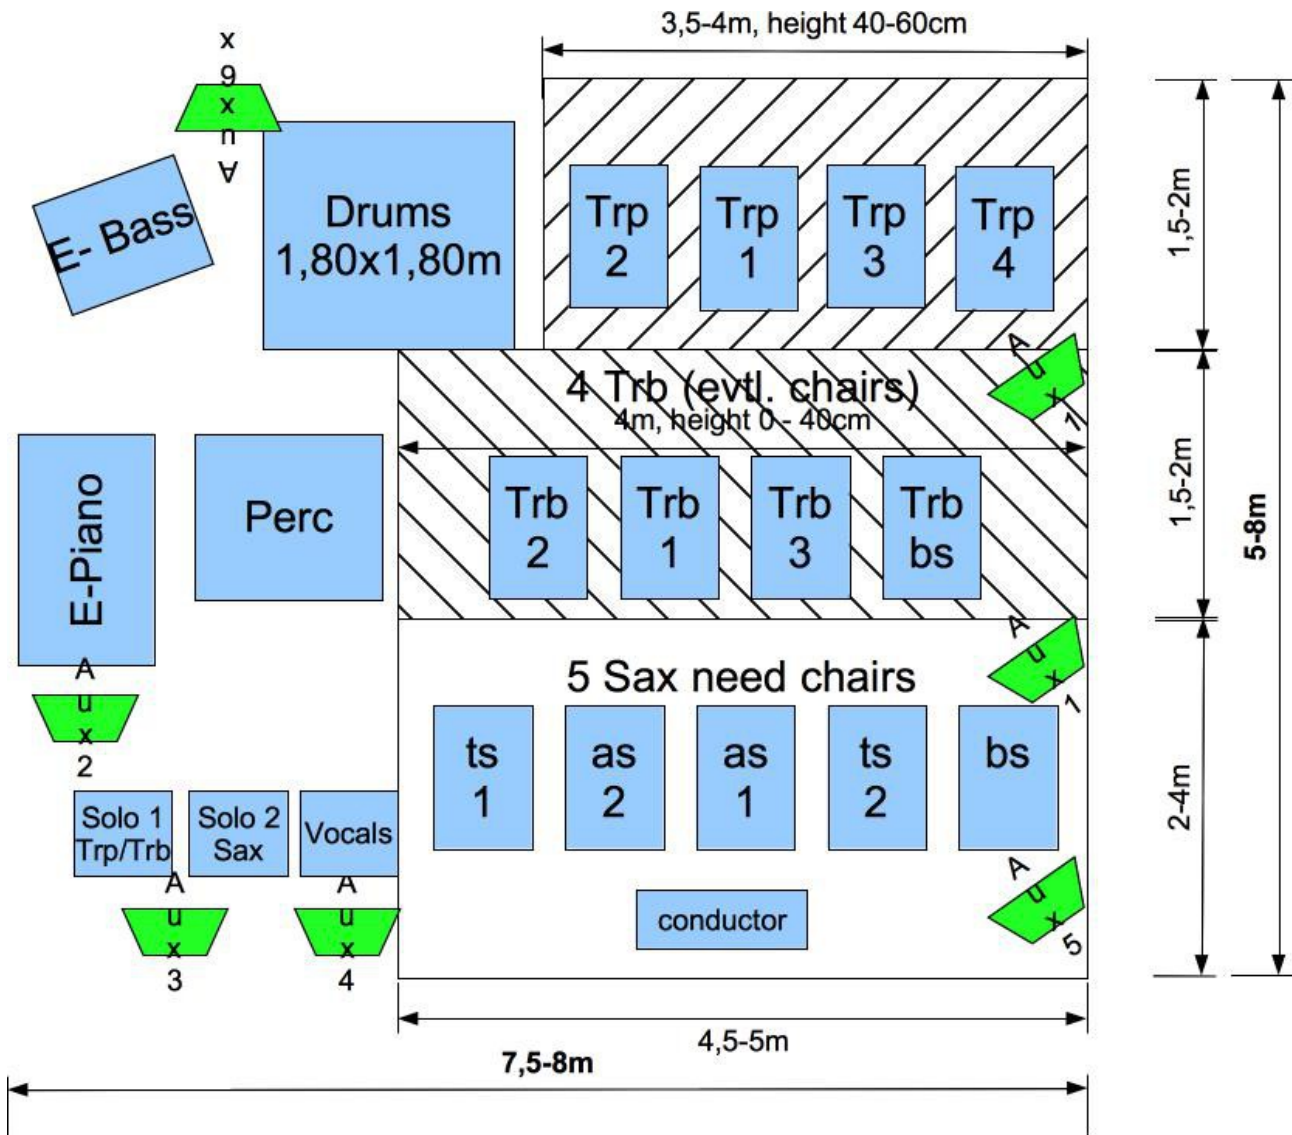 3,5-4m, height 40-60cm
Aux 6
E- Bass
Drums
1,80x1,80m
Trp
2
Trp
1
Trp
3
Trp
4
1,5-2m
Aux 1
4 Trb (evtl. chairs)
4m, height 0 - 40cm
E-Piano
Perc
Trb
2
Trb
1
Trb
3
Trb
bs
1,5-2m
5-8m
Aux 1
5 Sax need chairs
Aux 2
ts
1
as
2
as
1
ts
2
bs
2-4m
Solo 1
Trp/Trb
Solo 2
Sax
Vocals
Aux 3
Aux 4
conductor
Aux 5
4,5-5m
7,5-8m